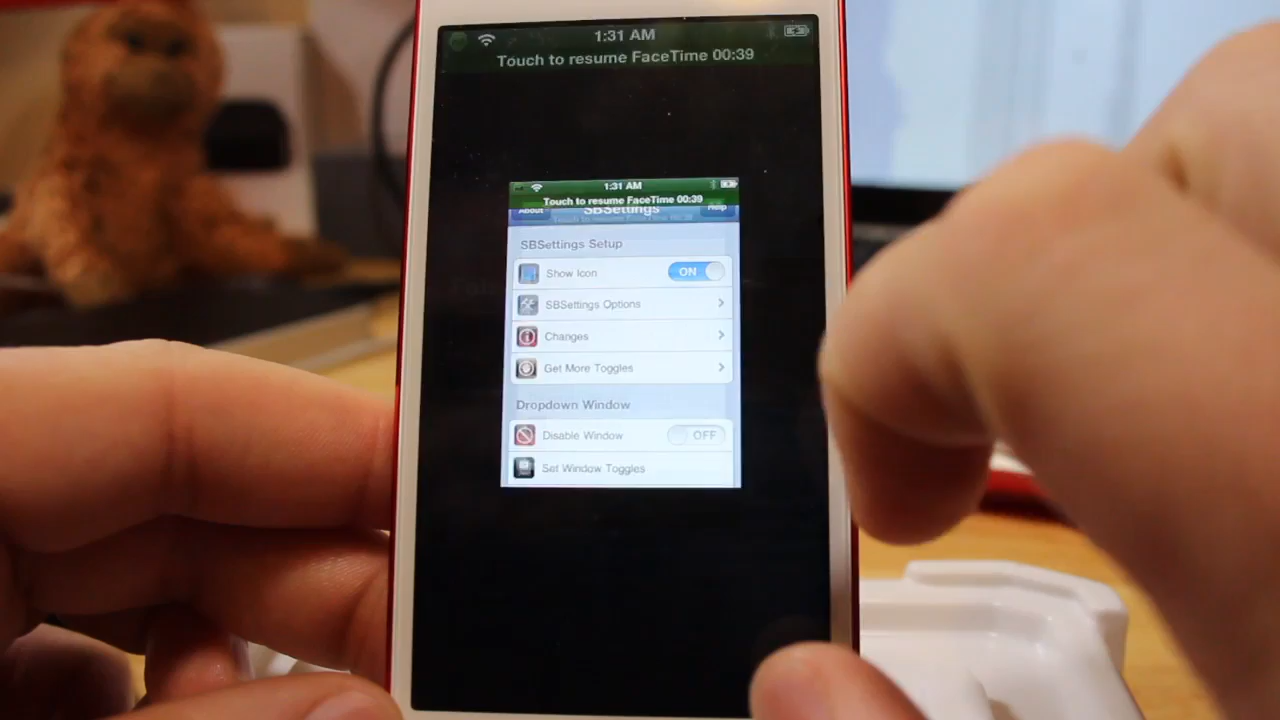 1:31 AM
Touch to resume FaceTime 00:39
1:31 AM
Touch to resume FaceTime 00:39
About SBSettings Help
SBSettings Setup
Show Icon ON
SBSettings Options
Changes
Get More Toggles
Dropdown Window
Disable Window OFF
Set Window Toggles